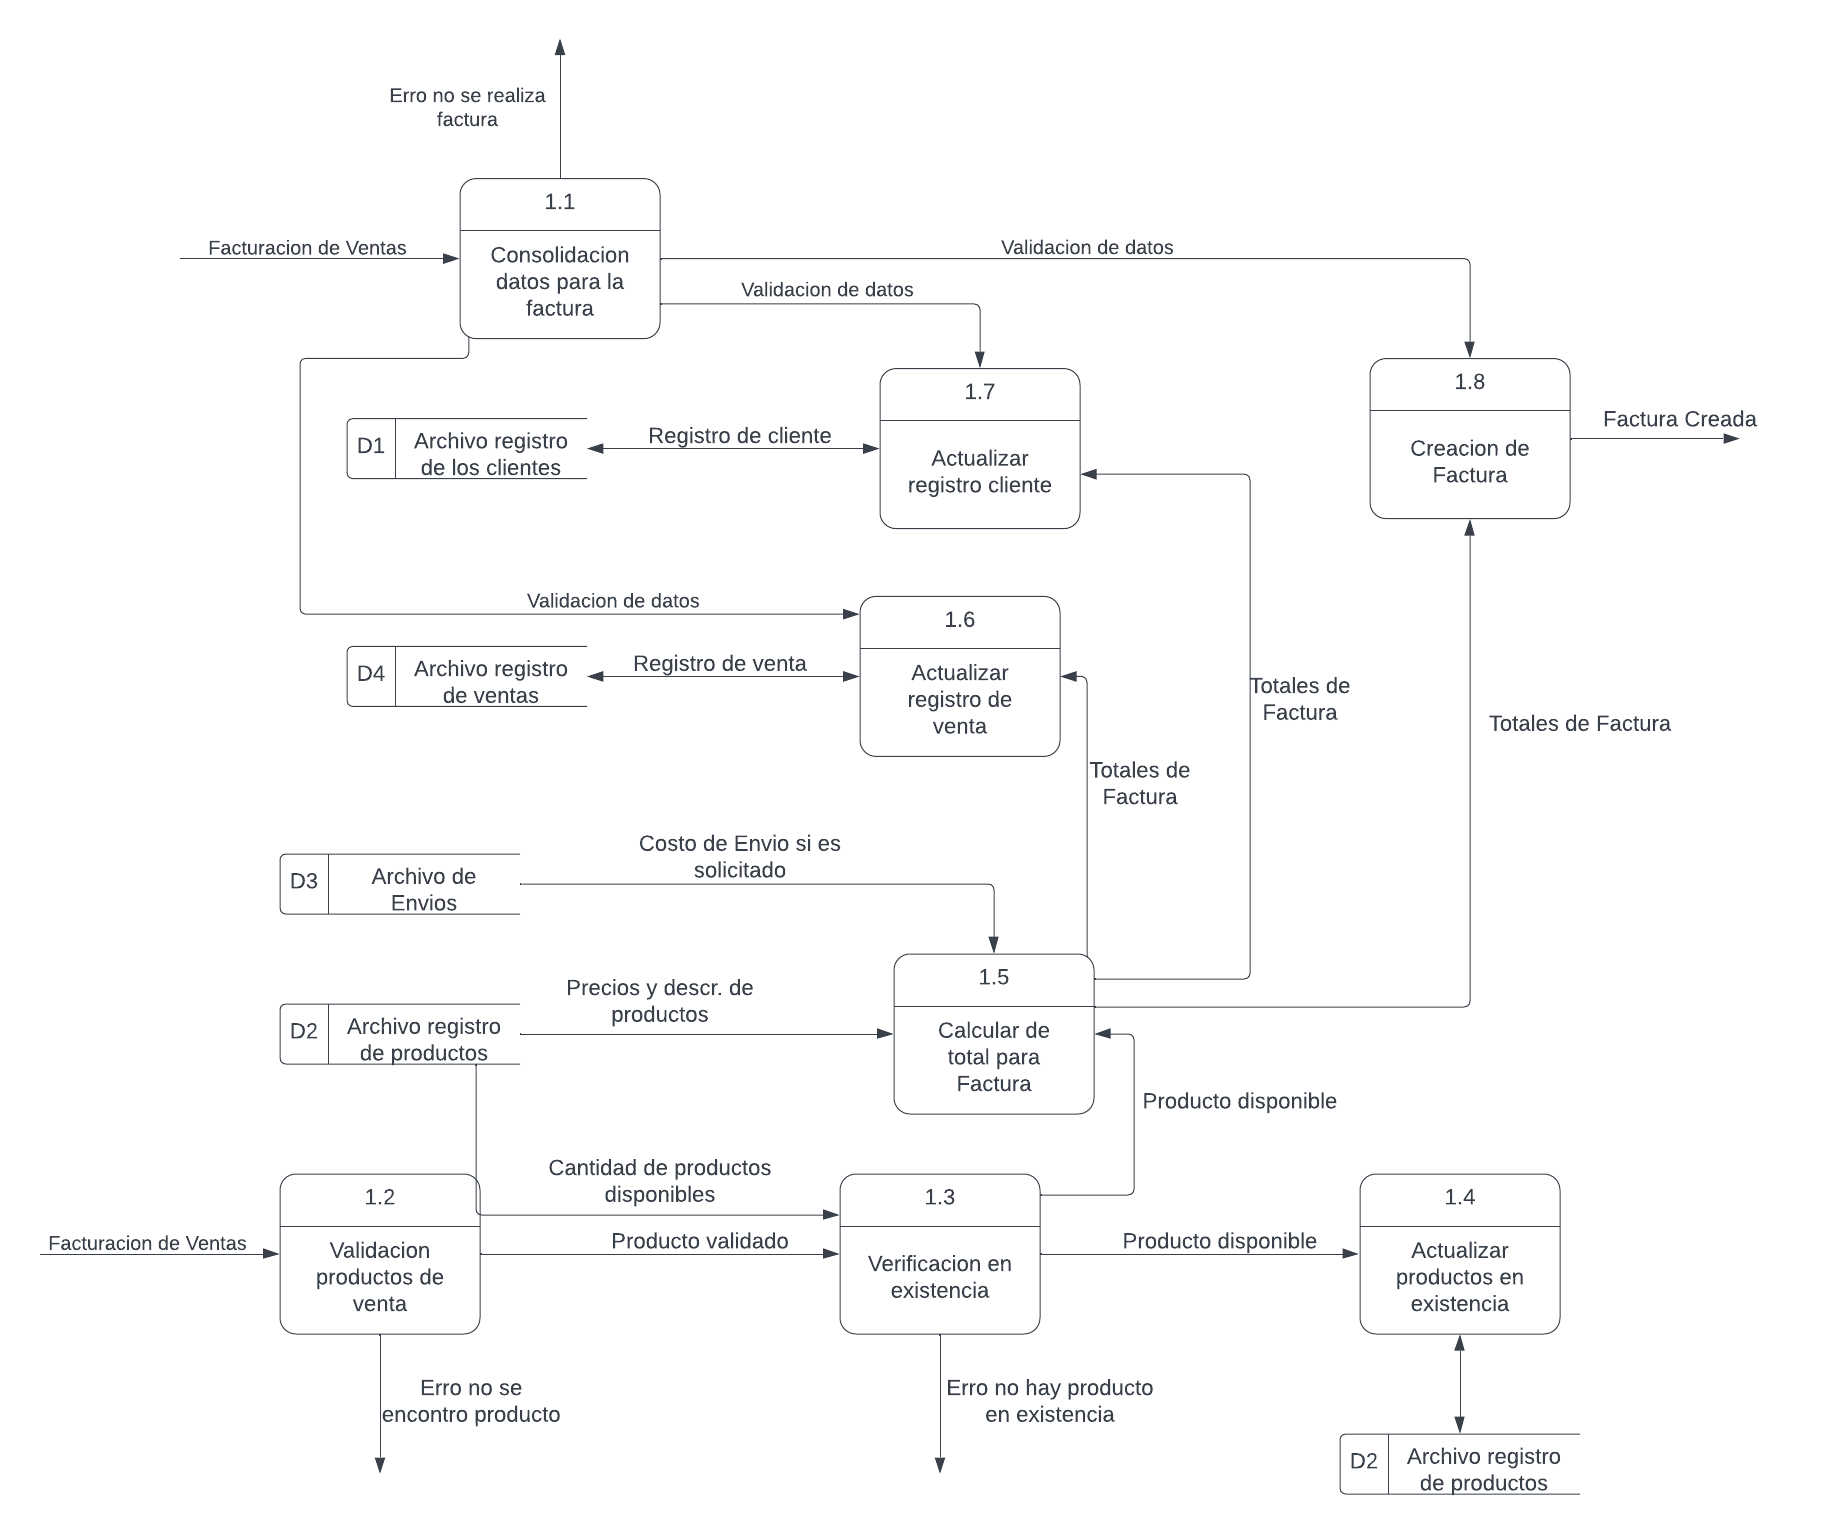 Erro no se realiza
factura
1.1
Consolidacion
datos para la
factura
Facturacion de Ventas
Validacion de datos
Validacion de datos
1.7
Actualizar
registro cliente
1.8
Creacion de
Factura
Factura Creada
D1
Archivo registro
de los clientes
Registro de cliente
Validacion de datos
1.6
Actualizar
registro de
venta
D4
Archivo registro
de ventas
Registro de venta
Totales de
Factura
Totales de Factura
Totales de
Factura
D3
Archivo de
Envios
Costo de Envio si es
solicitado
1.5
Calcular de
total para
Factura
D2
Archivo registro
de productos
Precios y descr. de
productos
Producto disponible
1.2
Validacion
productos de
venta
Facturacion de Ventas
Cantidad de productos
disponibles
Producto validado
1.3
Verificacion en
existencia
Producto disponible
1.4
Actualizar
productos en
existencia
Erro no se
encontro producto
Erro no hay producto
en existencia
D2
Archivo registro
de productos